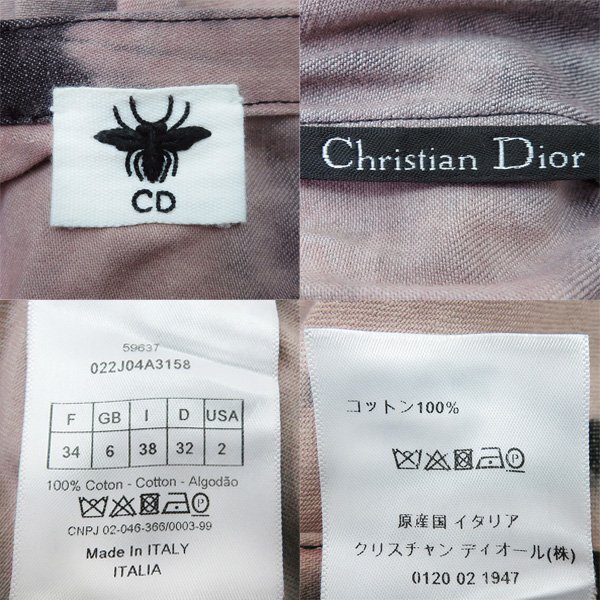 CD
Christian Dior
59637
022J04A3158
F GB I D USA
34 6 38 32 2
100% Coton - Cotton - Algodão
CNPJ 02-046-366/0003-99
Made In ITALY
ITALIA
コットン100%
P
原産国 イタリア
クリスチャン ディオール(株)
0120 02 1947